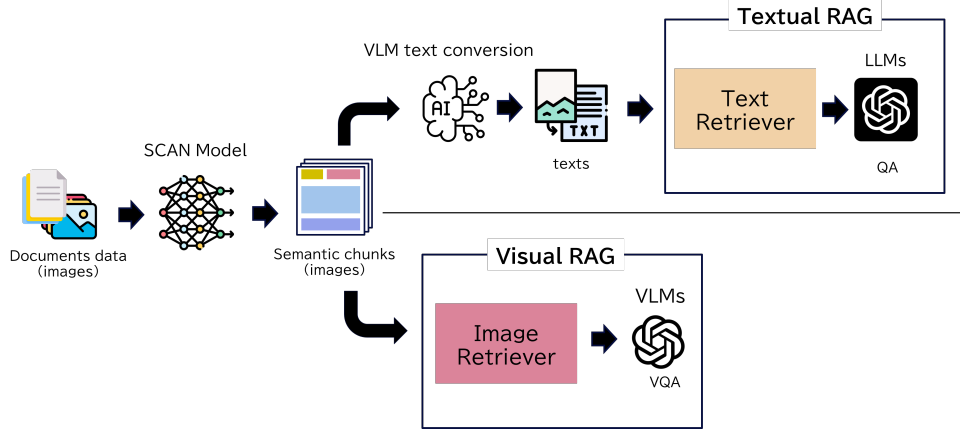 Textual RAG
VLM text conversion
LLMs
Text
Retriever
AI
TXT
texts
QA
SCAN Model
Documents data
(images)
Semantic chunks
(images)
Visual RAG
VLMs
Image
Retriever
VQA